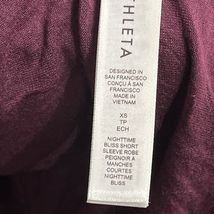 THLETA
DESIGNED IN
SAN FRANCISCO
CONÇU À SAN
FRANCISCO
MADE IN
VIETNAM
XS
TP
ECH
NIGHTTIME
BLISS SHORT
SLEEVE ROBE
PEIGNOIR À
MANCHES
COURTES
NIGHTTIME
BLISS